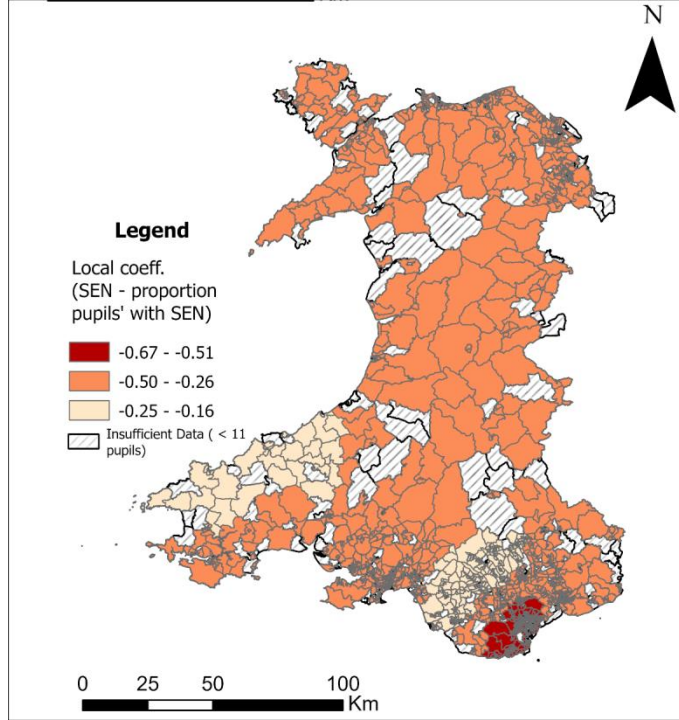 N
Legend
Local coeff.
(SEN - proportion
pupils' with SEN)
-0.67 - -0.51
-0.50 - -0.26
-0.25 - -0.16
Insufficient Data ( < 11
pupils)
0 25 50 100
Km